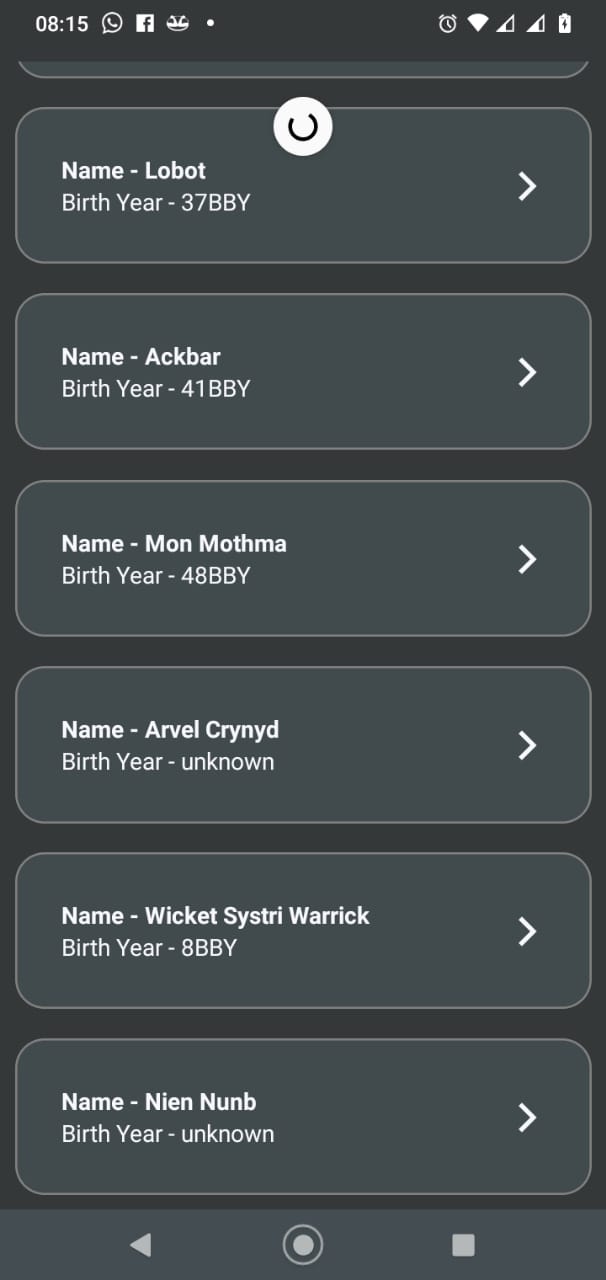 08:15
Name - Lobot
Birth Year - 37BBY
Name - Ackbar
Birth Year - 41BBY
Name - Mon Mothma
Birth Year - 48BBY
Name - Arvel Crynyd
Birth Year - unknown
Name - Wicket Systri Warrick
Birth Year - 8BBY
Name - Nien Nunb
Birth Year - unknown